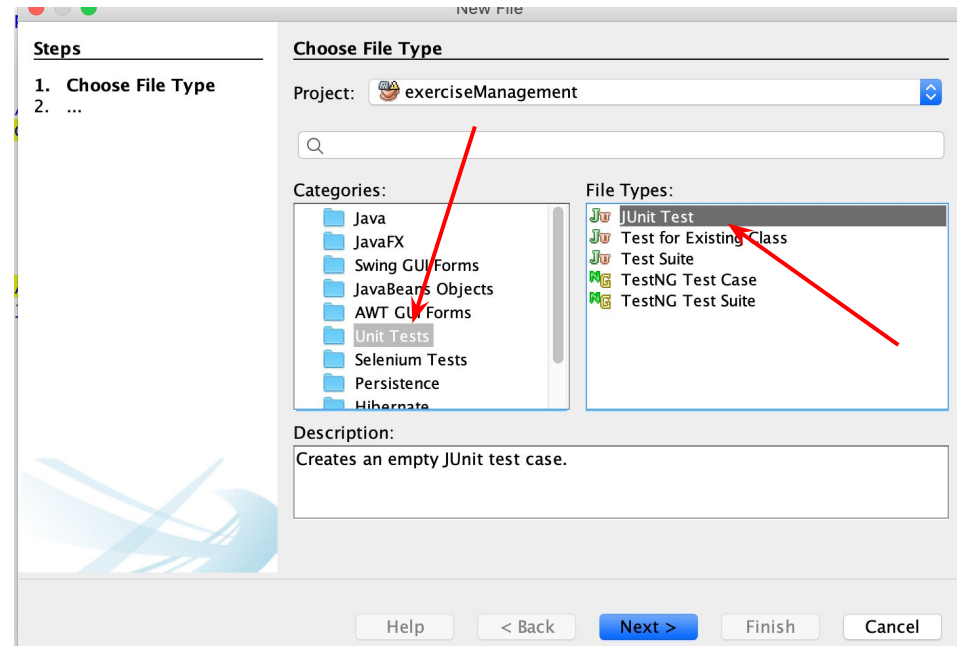 New File
Steps
1. Choose File Type
2. ...
Choose File Type
Project: exerciseManagement
Categories:
Java
JavaFX
Swing GUI Forms
JavaBeans Objects
AWT GUI Forms
Unit Tests
Selenium Tests
Persistence
Hibernate
File Types:
JUnit Test
Test for Existing Class
Test Suite
TestNG Test Case
TestNG Test Suite
Description:
Creates an empty JUnit test case.
Help
< Back
Next >
Finish
Cancel